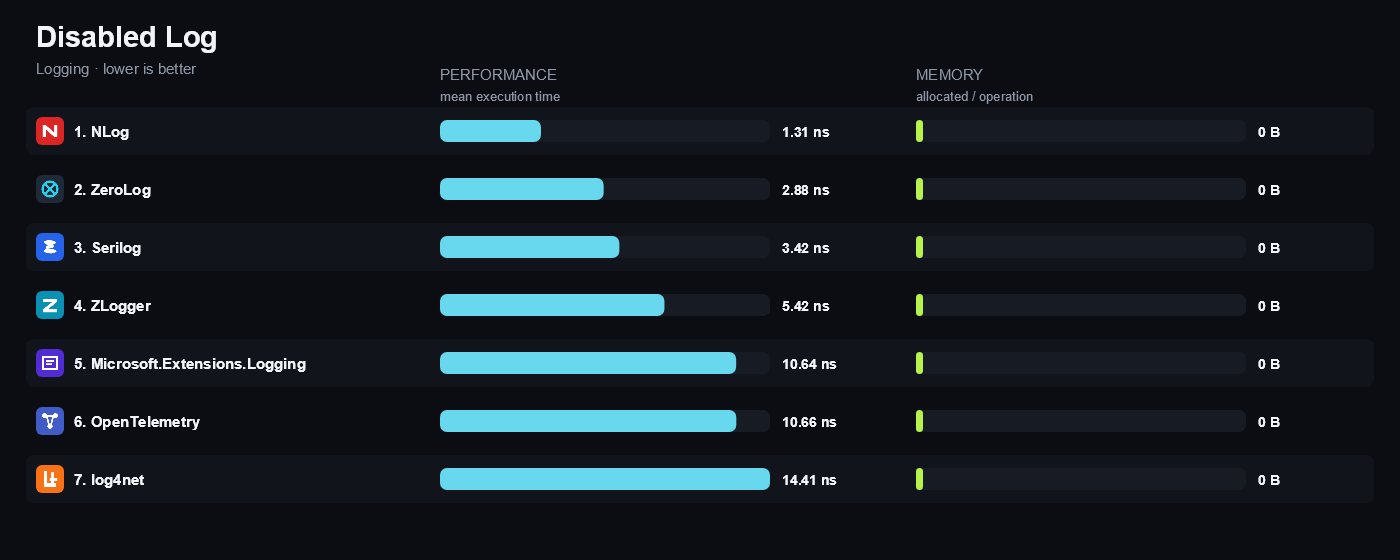 Disabled Log
Logging · lower is better
PERFORMANCE
mean execution time
MEMORY
allocated / operation
1. NLog 1.31 ns 0 B
2. ZeroLog 2.88 ns 0 B
3. Serilog 3.42 ns 0 B
4. ZLogger 5.42 ns 0 B
5. Microsoft.Extensions.Logging 10.64 ns 0 B
6. OpenTelemetry 10.66 ns 0 B
7. log4net 14.41 ns 0 B